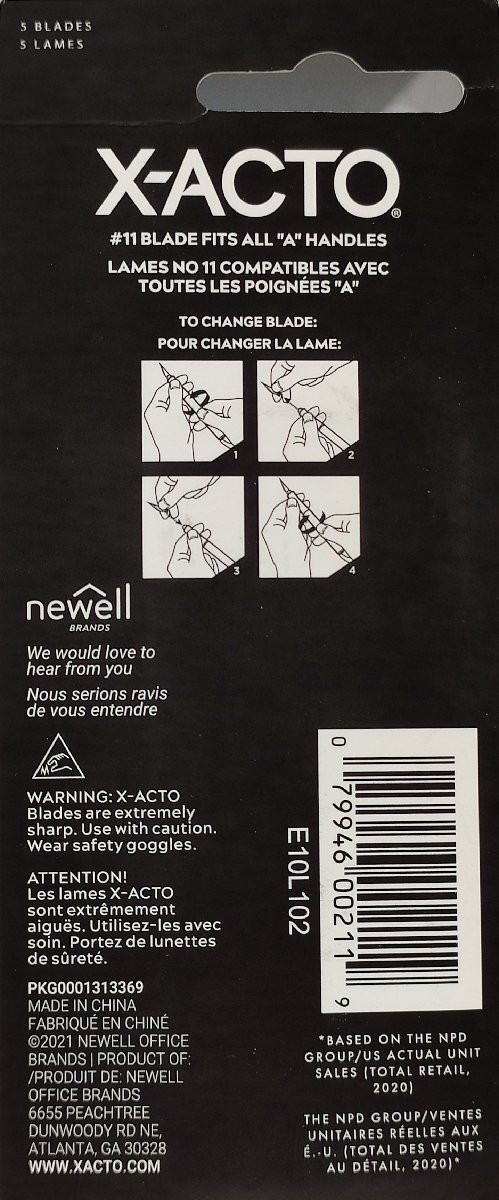 5 BLADES
5 LAMES
X-ACTO®
#11 BLADE FITS ALL "A" HANDLES
LAMES NO 11 COMPATIBLES AVEC
TOUTES LES POIGNÉES "A"
TO CHANGE BLADE:
POUR CHANGER LA LAME:
1
2
3
4
newell
BRANDS
We would love to
hear from you
Nous serions ravis
de vous entendre
WARNING: X-ACTO
Blades are extremely
sharp. Use with caution.
Wear safety goggles.
ATTENTION!
Les lames X-ACTO
sont extrêmement
aiguës. Utilisez-les avec
soin. Portez de lunettes
de sûreté.
PKG0001313369
MADE IN CHINA
FABRIQUÉ EN CHINÉ
©2021 NEWELL OFFICE
BRANDS | PRODUCT OF:
/PRODUIT DE: NEWELL
OFFICE BRANDS
6655 PEACHTREE
DUNWOODY RD NE,
ATLANTA, GA 30328
WWW.XACTO.COM
E10L102
0 79946 00211 9
*BASED ON THE NPD
GROUP/US ACTUAL UNIT
SALES (TOTAL RETAIL,
2020)
THE NPD GROUP/VENTES
UNITAIRES RÉELLES AUX
É.-U. (TOTAL DES VENTES
AU DÉTAIL, 2020)*